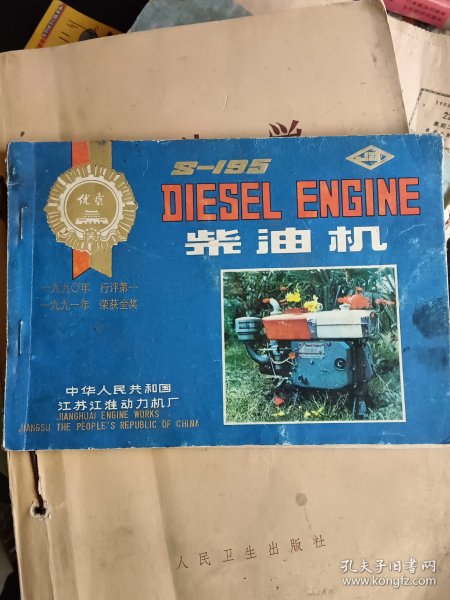 S-195
DIESEL ENGINE
柴油机
优质
一九九〇年 行评第一
一九九一年 荣获金奖
中华人民共和国
江苏江淮动力机厂
JIANGHUAI ENGINE WORKS
JIANGSU THE PEOPLE'S REPUBLIC OF CHINA
人民卫生出版社
孔夫子旧书网
www.kongfz.com